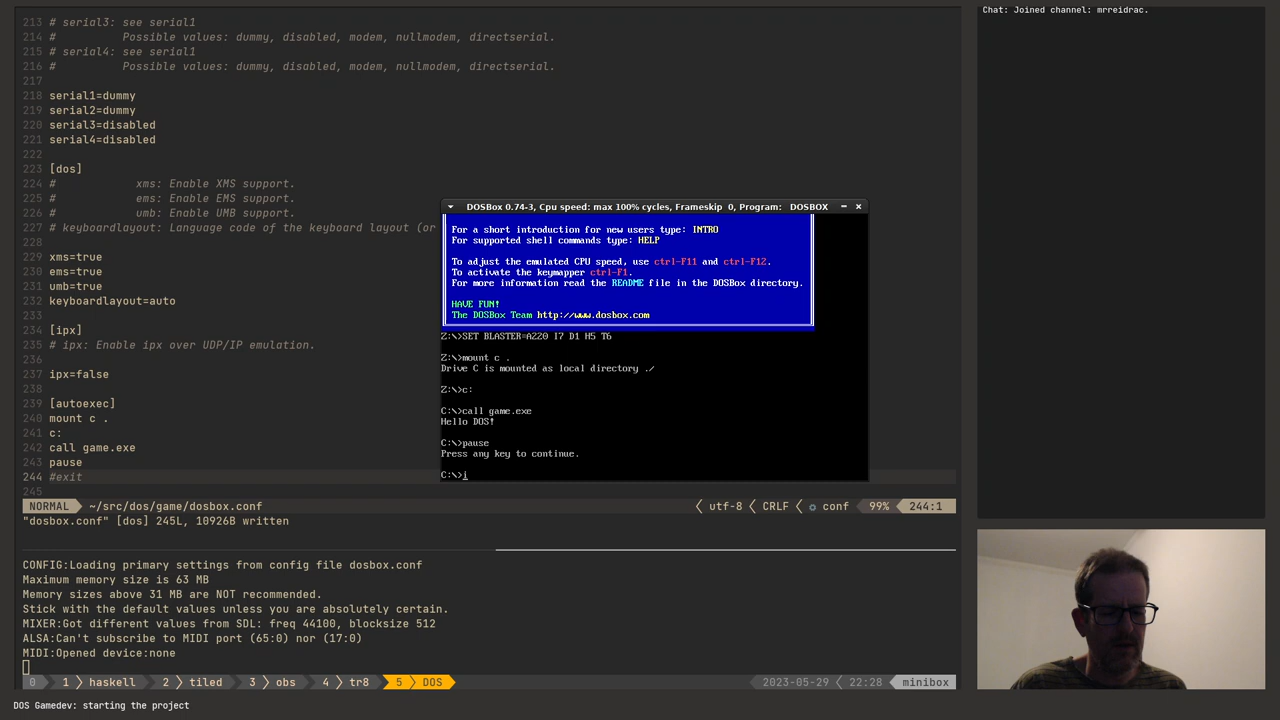 213 # serial3: see serial1
214 #          Possible values: dummy, disabled, modem, nullmodem, directserial.
215 # serial4: see serial1
216 #          Possible values: dummy, disabled, modem, nullmodem, directserial.
217
218 serial1=dummy
219 serial2=dummy
220 serial3=disabled
221 serial4=disabled
222
223 [dos]
224 #            xms: Enable XMS support.
225 #            ems: Enable EMS support.
226 #            umb: Enable UMB support.
227 # keyboardlayout: Language code of the keyboard layout (or
228
229 xms=true
230 ems=true
231 umb=true
232 keyboardlayout=auto
233
234 [ipx]
235 # ipx: Enable ipx over UDP/IP emulation.
236
237 ipx=false
238
239 [autoexec]
240 mount c .
241 c:
242 call game.exe
243 pause
244 #exit
245
NORMAL ~/src/dos/game/dosbox.conf utf-8 CRLF conf 99% 244:1
"dosbox.conf" [dos] 245L, 10926B written
DOSBox 0.74-3, Cpu speed: max 100% cycles, Frameskip  0, Program:   DOSBOX
For a short introduction for new users type: INTRO
For supported shell commands type: HELP
To adjust the emulated CPU speed, use ctrl-F11 and ctrl-F12.
To activate the keymapper ctrl-F1.
For more information read the README file in the DOSBox directory.
HAVE FUN!
The DOSBox Team http://www.dosbox.com
Z:\>SET BLASTER=A220 I7 D1 H5 T6
Z:\>mount c .
Drive C is mounted as local directory ./
Z:\>c:
C:\>call game.exe
Hello DOS!
C:\>pause
Press any key to continue.
C:\>i_
CONFIG:Loading primary settings from config file dosbox.conf
Maximum memory size is 63 MB
Memory sizes above 31 MB are NOT recommended.
Stick with the default values unless you are absolutely certain.
MIXER:Got different values from SDL: freq 44100, blocksize 512
ALSA:Can't subscribe to MIDI port (65:0) nor (17:0)
MIDI:Opened device:none
0 1 haskell 2 tiled 3 obs 4 tr8 5 DOS 2023-05-29 22:28 minibox
Chat: Joined channel: mrreidrac.
DOS Gamedev: starting the project